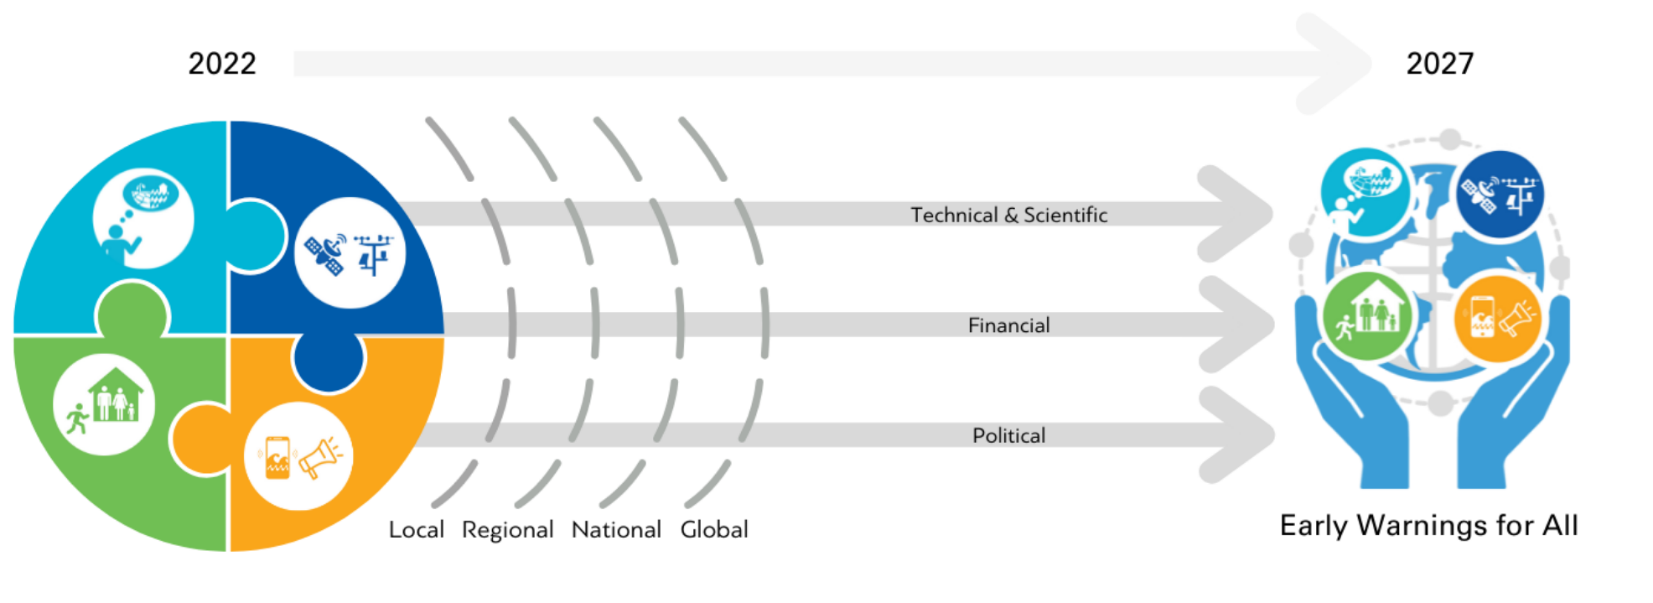 2022
2027
Technical & Scientific
Financial
Political
Local
Regional
National
Global
Early Warnings for All